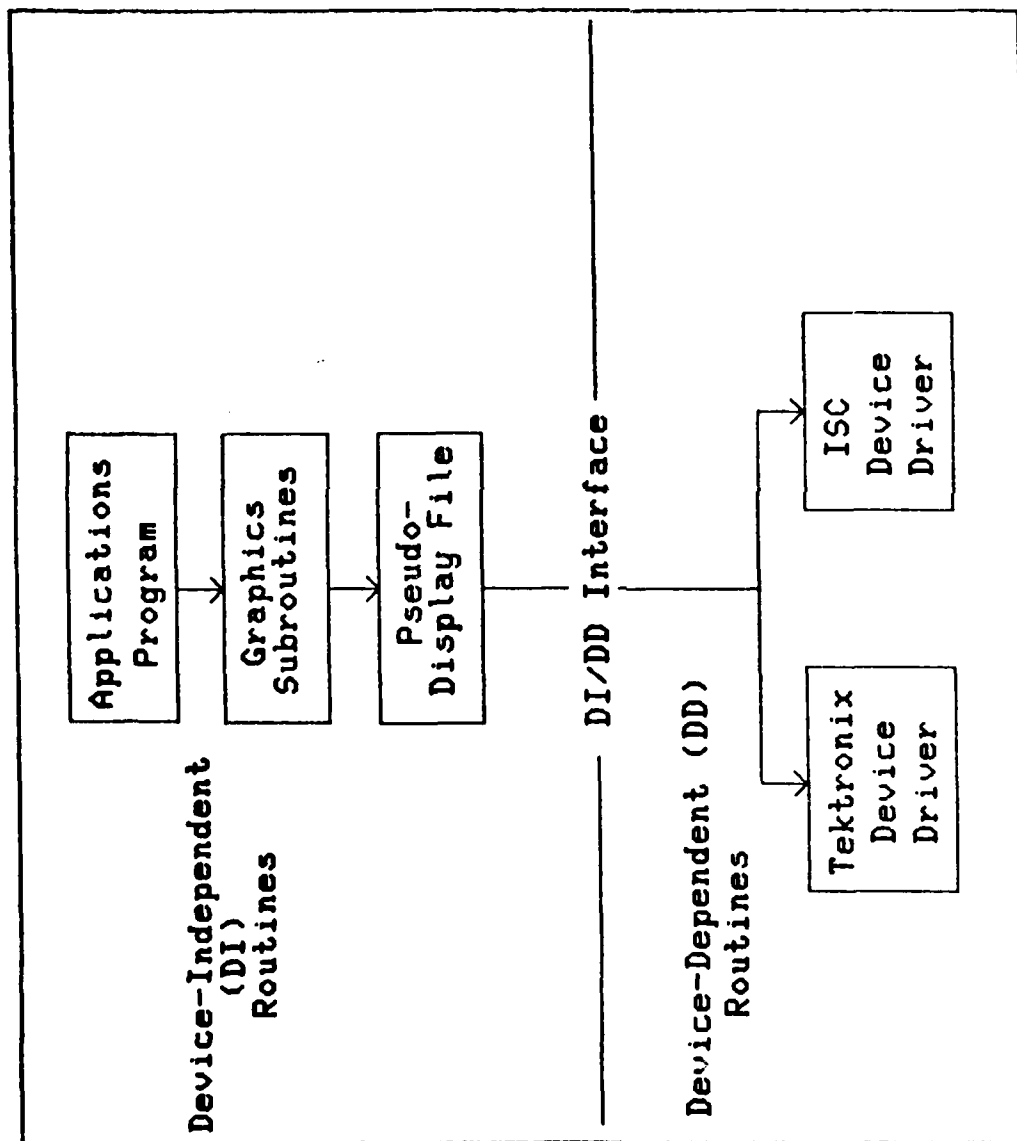 Applications
Program
Device-Independent
(DI)
Routines
Graphics
Subroutines
Pseudo-
Display File
DI/DD Interface
Device-Dependent (DD)
Routines
Tektronix
Device
Driver
ISC
Device
Driver